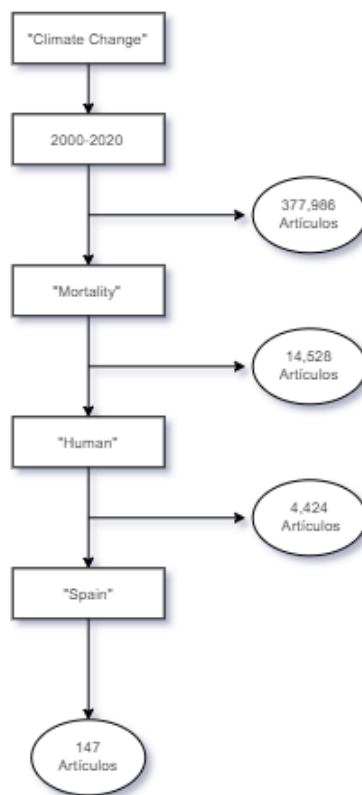 "Climate Change"
2000-2020
377,986
Artículos
"Mortality"
14,528
Artículos
"Human"
4,424
Artículos
"Spain"
147
Artículos